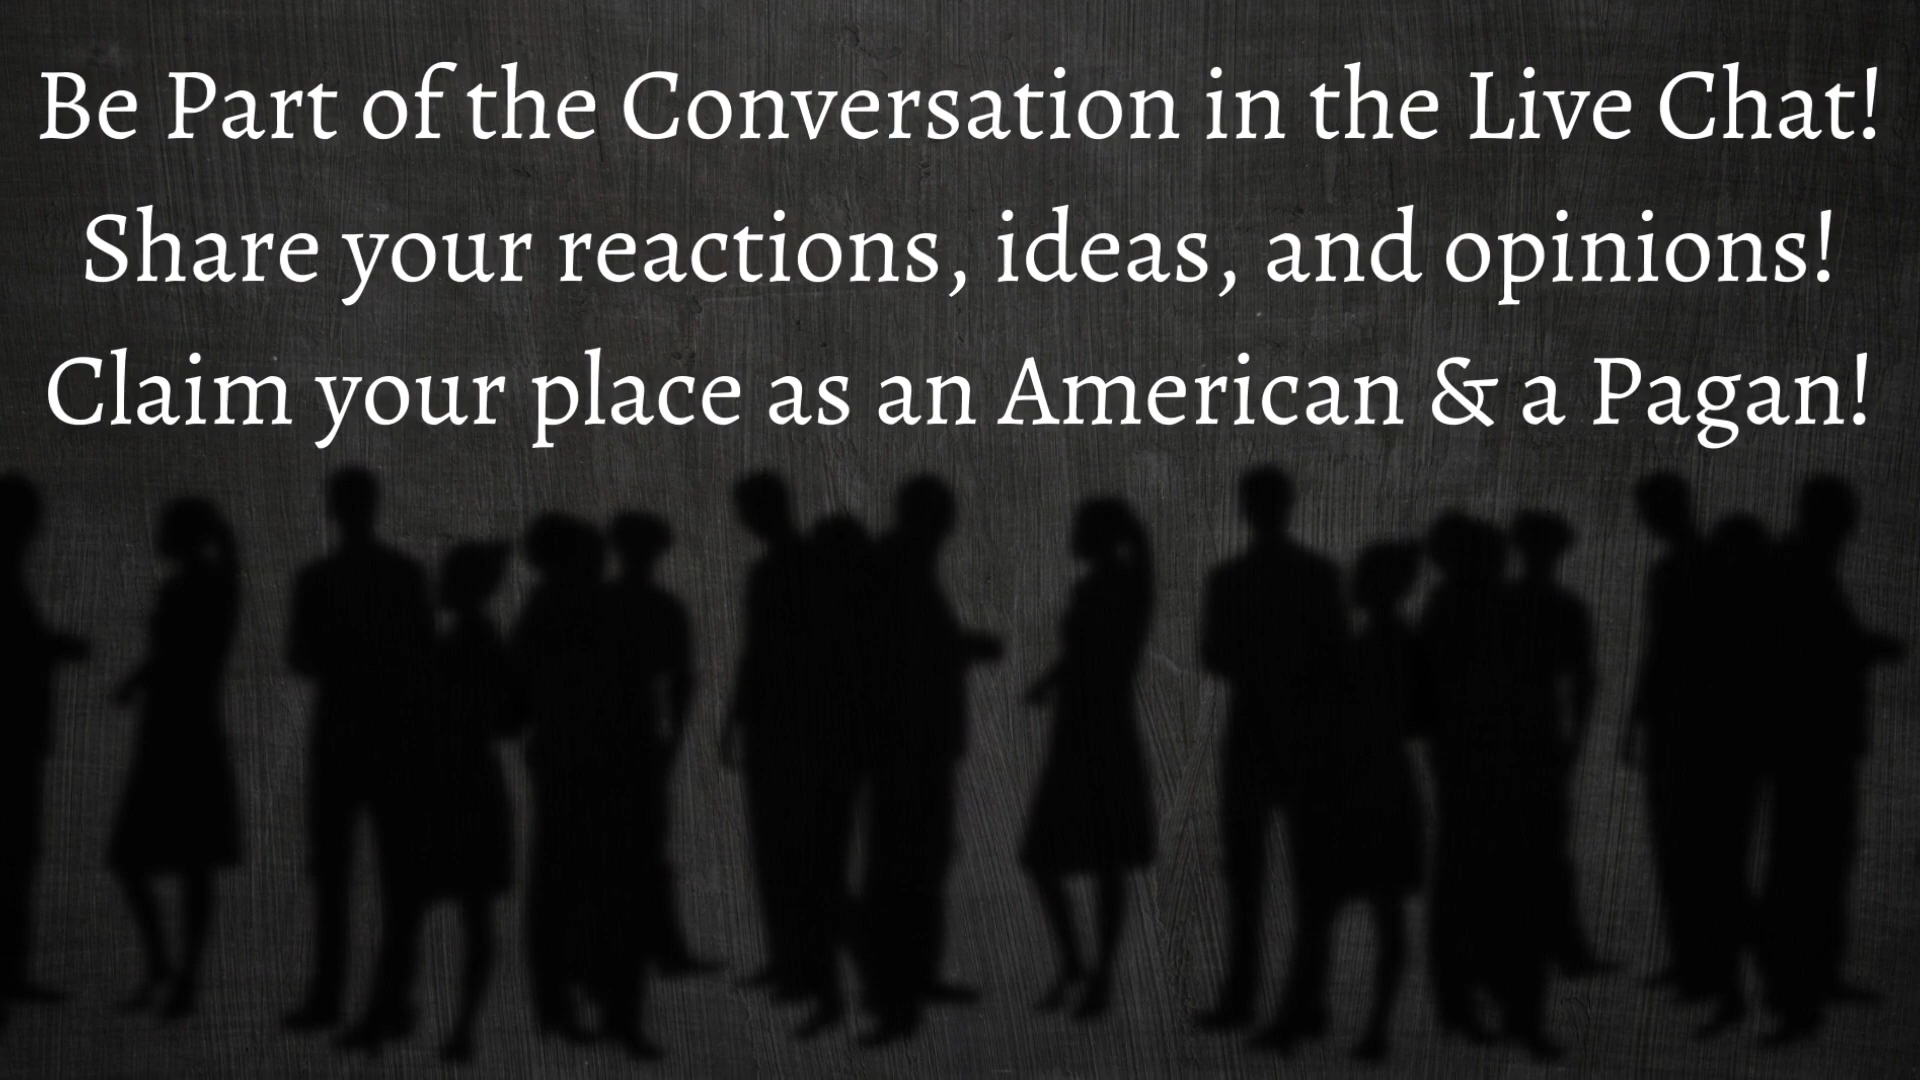 Be Part of the Conversation in the Live Chat!
Share your reactions, ideas, and opinions!
Claim your place as an American & a Pagan!